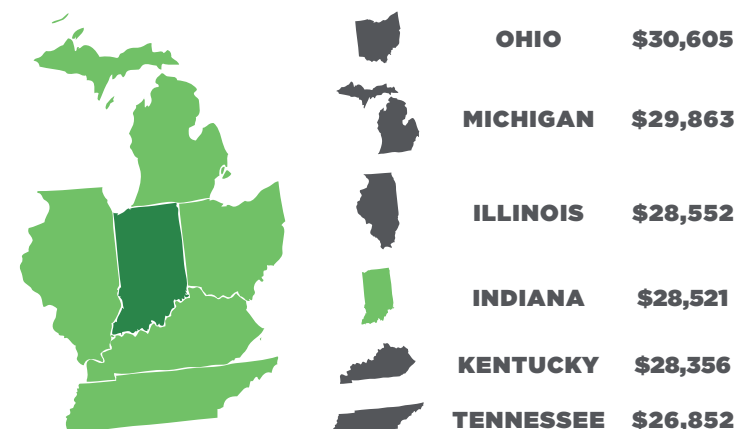 OHIO $30,605
MICHIGAN $29,863
ILLINOIS $28,552
INDIANA $28,521
KENTUCKY $28,356
TENNESSEE $26,852